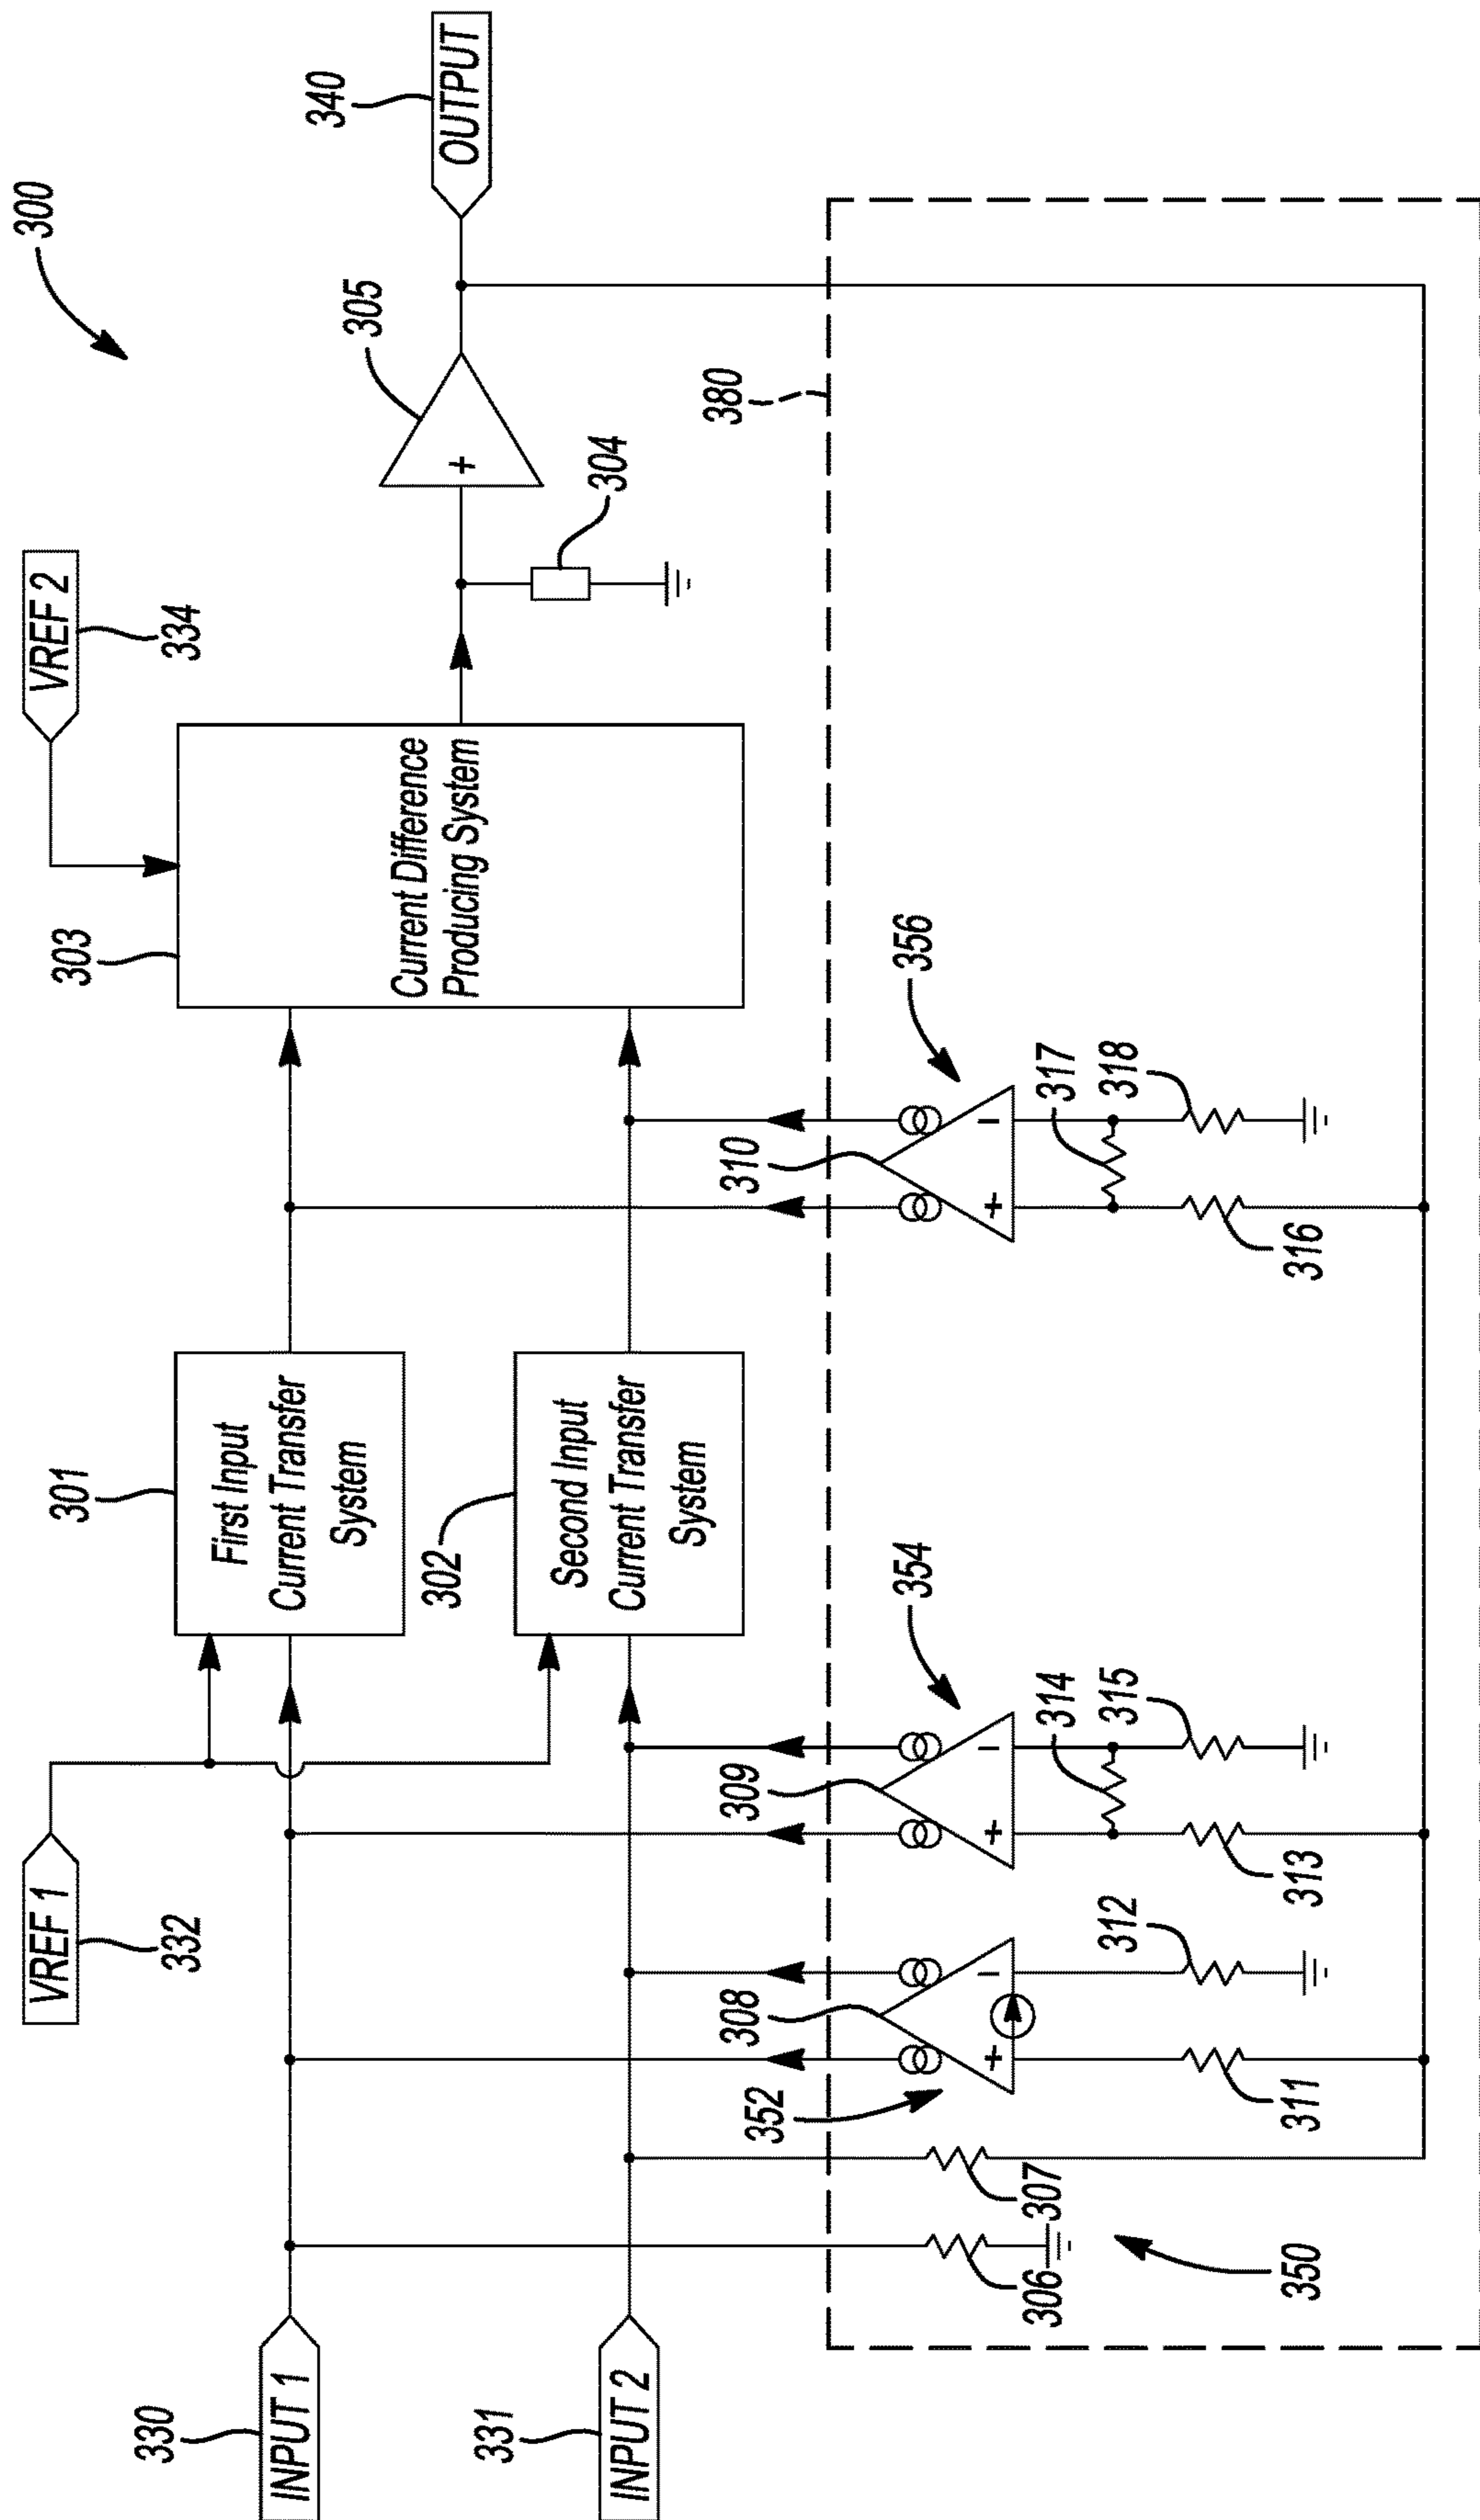 300
VREF 1
332
VREF 2
334
301
303
First Input
Current Transfer
System
302
Second Input
Current Transfer
System
Current Difference
Producing System
330
INPUT 1
331
INPUT 2
305
+
304
340
OUTPUT
380
308
309
310
352
354
356
+
-
+
-
+
-
306
307
350
311
312
313
314
315
316
317
318